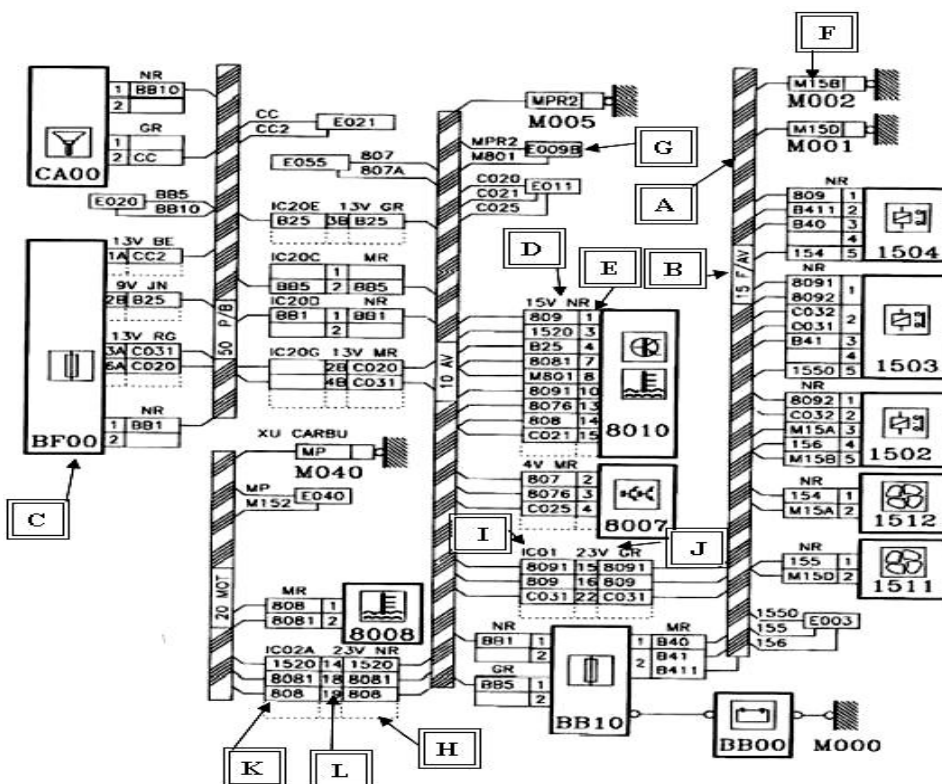 F
NR
1 BB10
2
GR
1
2 CC
CA00
CC
CC2
E021
E055
807
807A
E020
BB5
BB10
MPR2
M005
MPR2
M801
E009B
G
C020
C021
C025
E011
M15B
M002
M15D
M001
A
IC20E 13V GR
B25 3B B25
IC20C MR
1
BB5 2 BB5
IC20D NR
BB1 1 BB1
2
IC20G 13V MR
2B C020
4B C031
13V BE
1A CC2
9V JN
2B B25
13V RG
3A C031
6A C020
NR
1 BB1
2
BF00
C
50 P/B
10 AV
15 F/AV
20 MOT
D
E
B
15V NR
809 1
1520 3
B25 4
8081 7
M801 8
8091 10
8076 13
808 14
C021 15
8010
4V MR
807 2
8076 3
C025 4
8007
NR
809 1
B411 2
B40 3
4
154 5
1504
NR
8091
8092 1
C032
C031 2
B41 3
4
1550 5
1503
NR
8092 1
C032 2
M15A 3
156 4
M15B 5
1502
NR
154 1
M15A 2
1512
NR
155 1
M15D 2
1511
1550
155
156
E003
XU CARBU
MP
M040
MP
M152
E040
I
J
IC01 23V GR
8091 15 8091
809 16 809
C031 22 C031
MR
808 1
8081 2
8008
IC02A 23V NR
1520 14 1520
8081 18 8081
808 19 808
K
L
H
NR
BB1 1
2
GR
BB5 1
2
MR
1 B40
2 B41
B411
BB10
BB00
M000